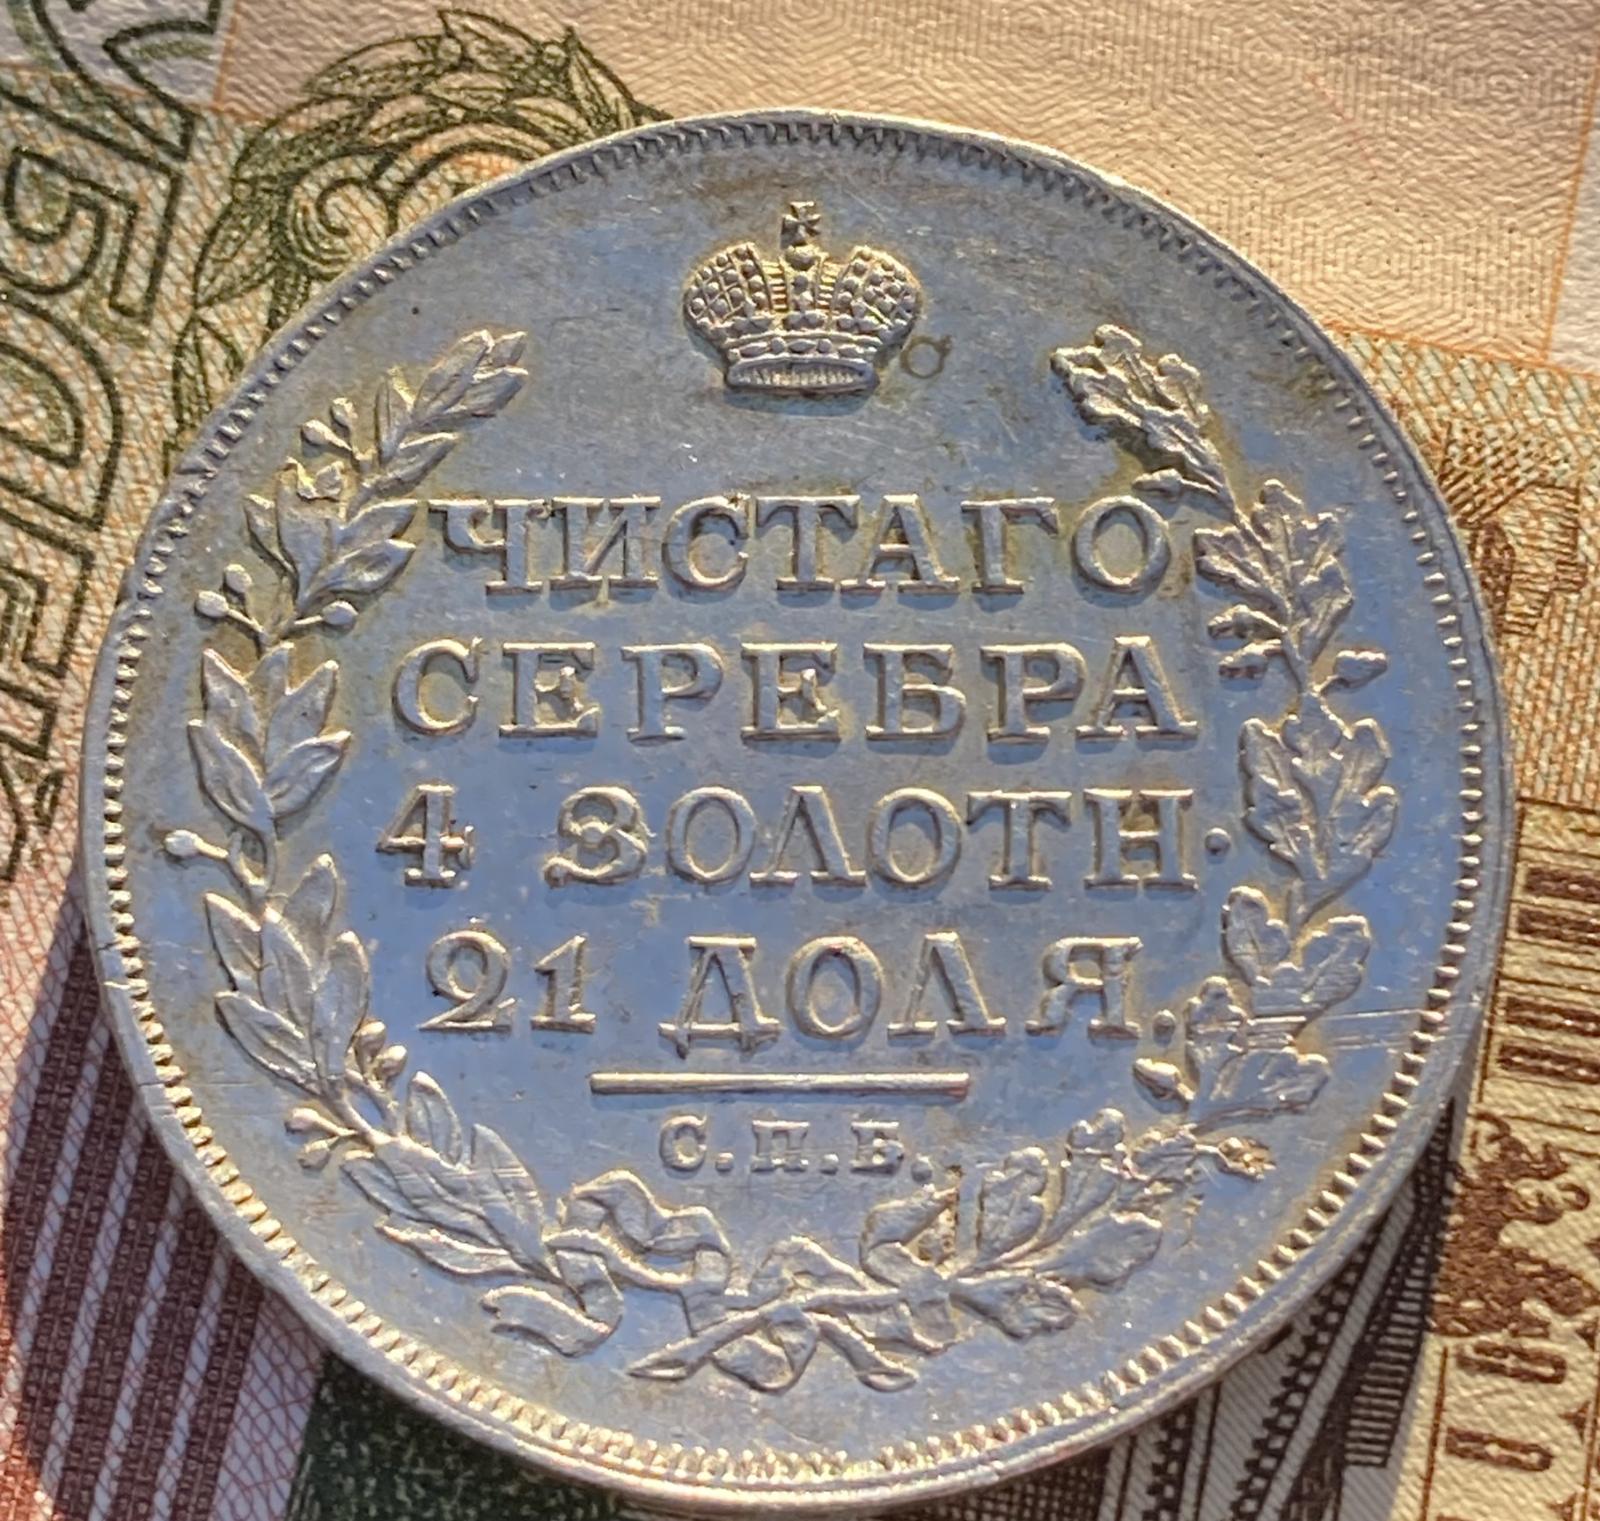 ЧИСТАГО
СЕРЕБРА
4 ЗОЛОТН.
21 ДОЛЯ.
С.П.Б.